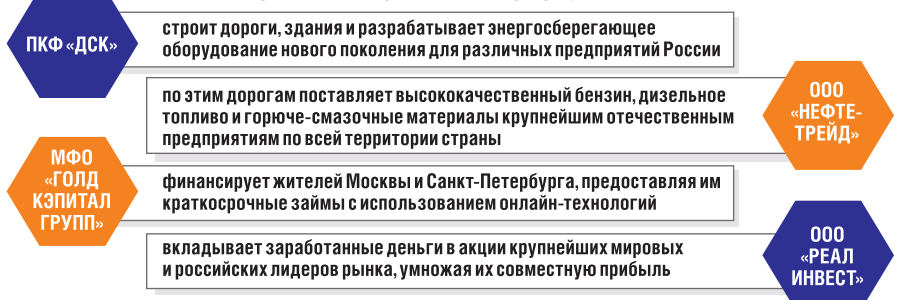 ПКФ «ДСК»
строит дороги, здания и разрабатывает энергосберегающее
оборудование нового поколения для различных предприятий России
по этим дорогам поставляет высококачественный бензин, дизельное
топливо и горюче-смазочные материалы крупнейшим отечественным
предприятиям по всей территории страны
ООО
«НЕФТЕ-
ТРЕЙД»
МФО
«ГОЛД
КЭПИТАЛ
ГРУПП»
финансирует жителей Москвы и Санкт-Петербурга, предоставляя им
краткосрочные займы с использованием онлайн-технологий
вкладывает заработанные деньги в акции крупнейших мировых
и российских лидеров рынка, умножая их совместную прибыль
ООО
«РЕАЛ
ИНВЕСТ»